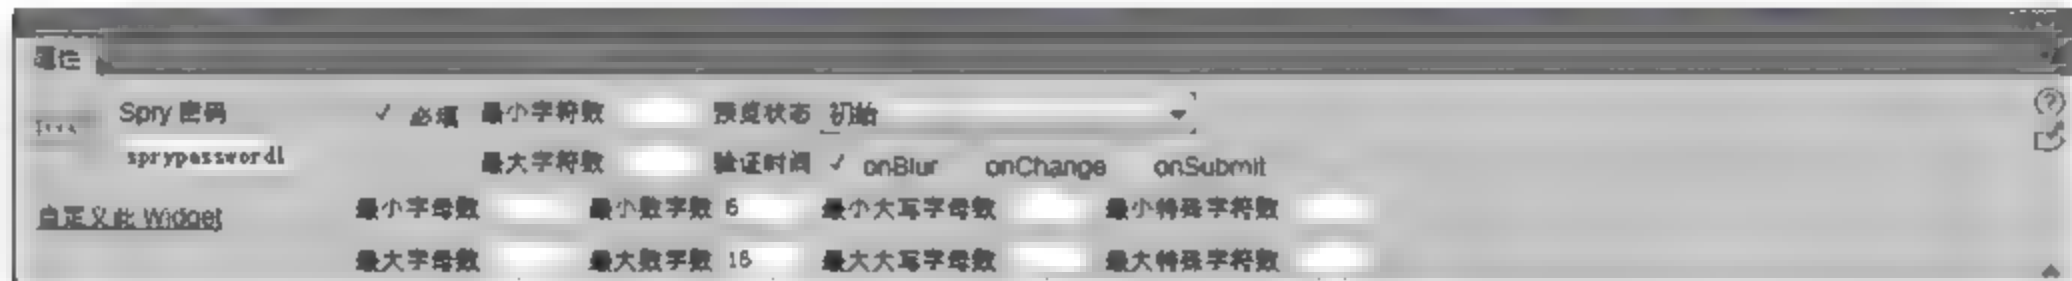 属性
Spry 密码 ✓ 必填 最小字符数 预览状态 初始
sprypassword1 最大字符数 验证时间 ✓ onBlur onChange onSubmit
自定义此 Widget 最小字母数 最小数字数 6 最小大写字母数 最小特殊字符数
最大字母数 最大数字数 16 最大大写字母数 最大特殊字符数